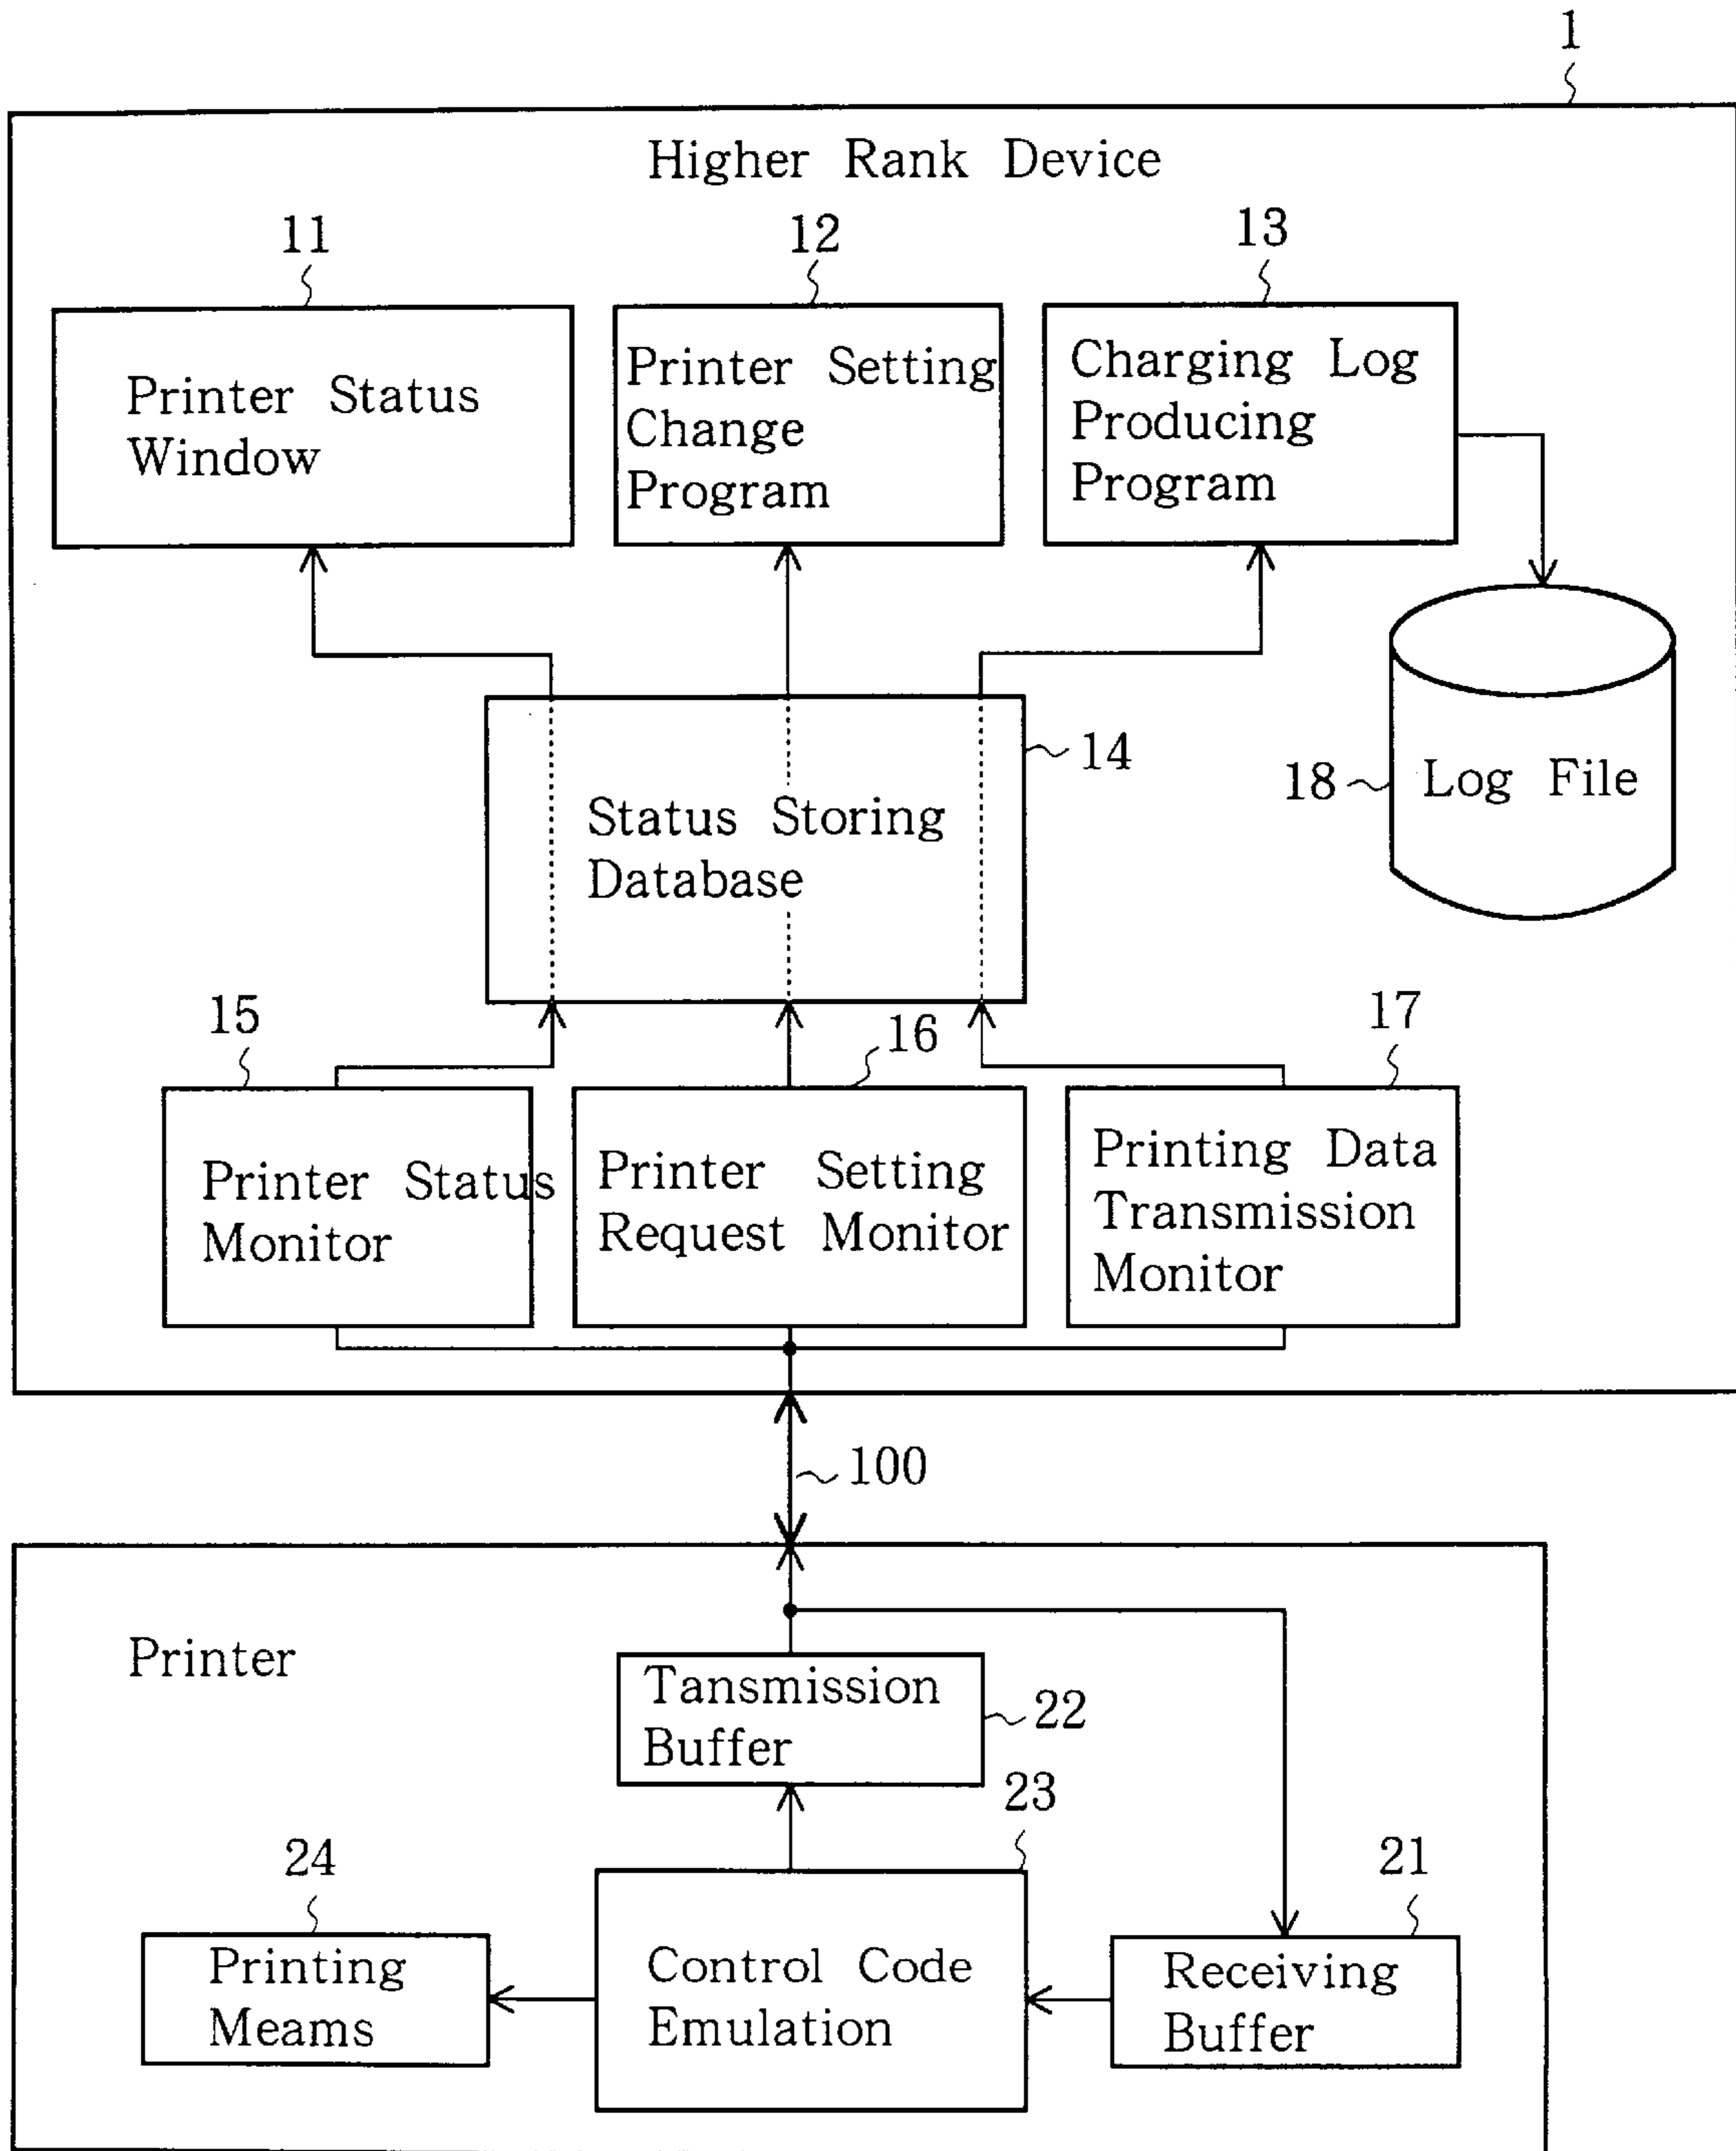 1
Higher Rank Device
11
12
13
Printer Status
Window
Printer Setting
Change
Program
Charging Log
Producing
Program
14
Status Storing
Database
18
Log File
15
16
17
Printer Status
Monitor
Printer Setting
Request Monitor
Printing Data
Transmission
Monitor
100
Printer
Tansmission
Buffer
22
23
24
21
Printing
Meams
Control Code
Emulation
Receiving
Buffer